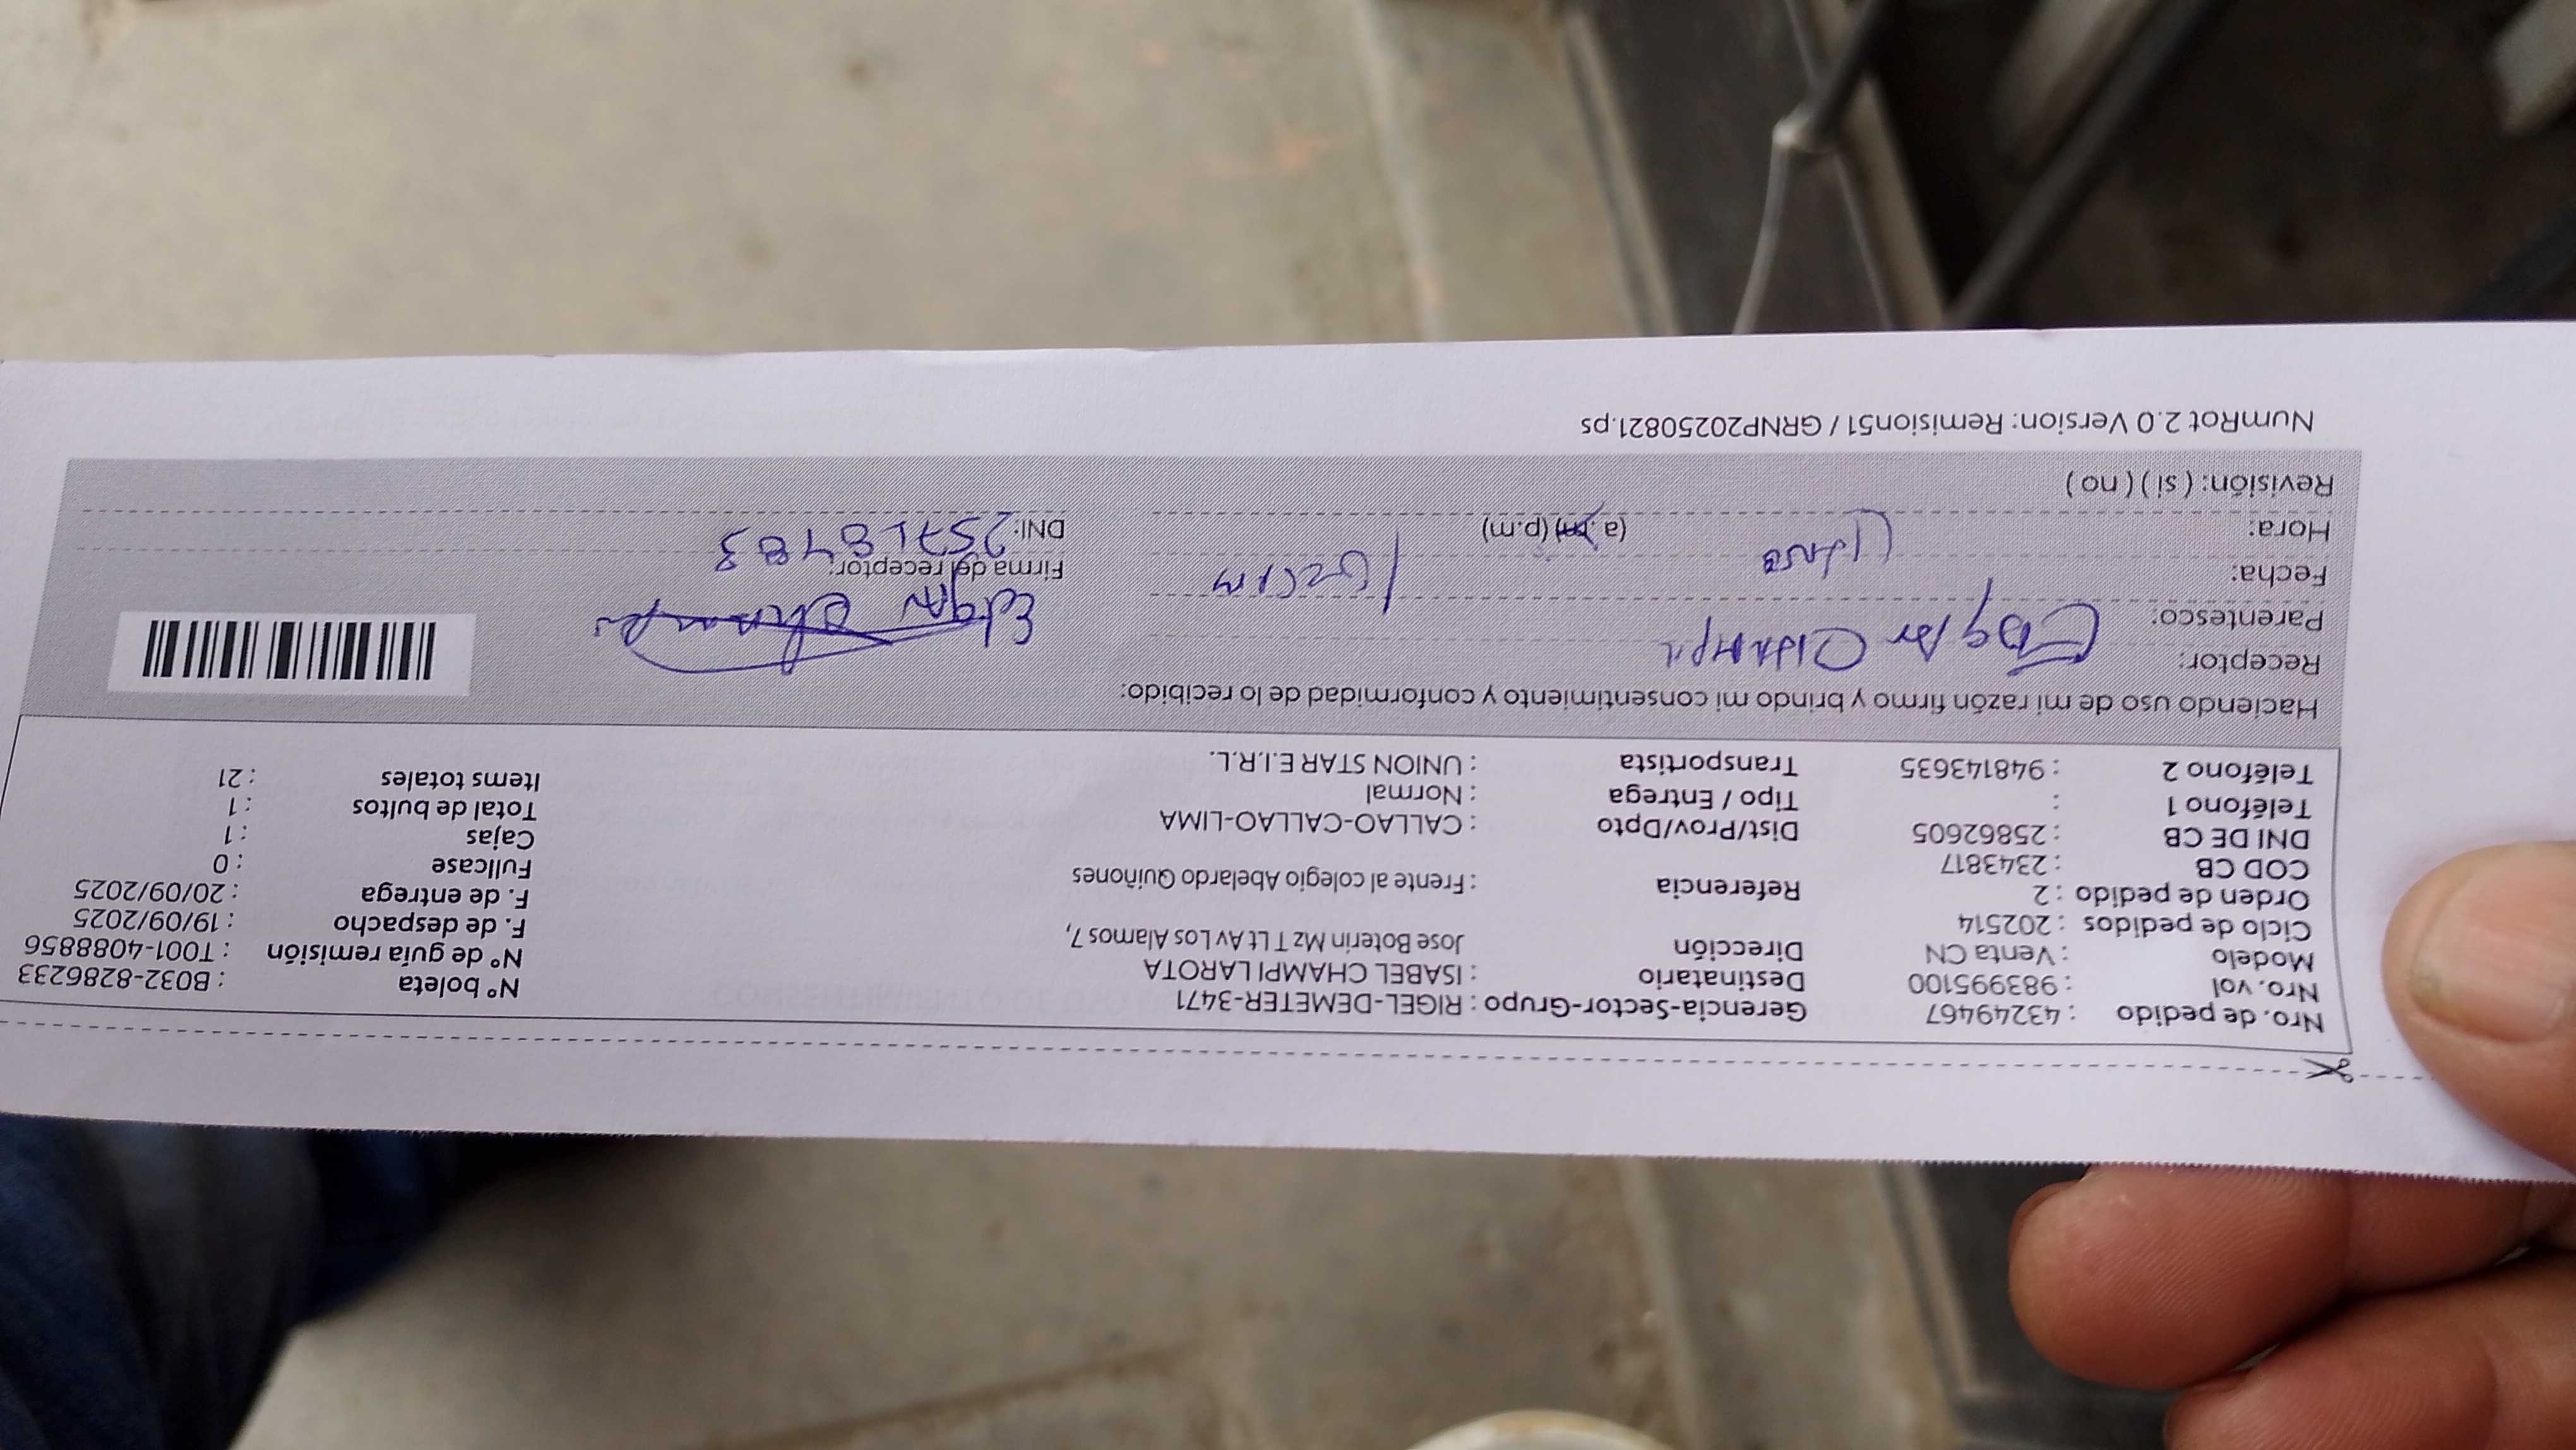 Nro. de pedido : 43249467 Gerencia-Sector-Grupo : RIGEL-DEMETER-3471 N° boleta : B032-8286233
Nro. vol : 983995100 Destinatario : ISABEL CHAMPI LAROTA N° de guía remisión : T001-4088856
Modelo : Venta CN Dirección Jose Boterin Mz T Lt Av Los Alamos 7, F. de despacho : 19/09/2025
Ciclo de pedidos : 202514 F. de entrega : 20/09/2025
Orden de pedido : 2 Referencia : Frente al colegio Abelardo Quiñones Fullcase : 0
COD CB : 2343817 Cajas : 1
DNI DE CB : 25862605 Dist/Prov/Dpto : CALLAO-CALLAO-LIMA Total de bultos : 1
Teléfono 1 : Tipo / Entrega : Normal Items totales : 21
Teléfono 2 : 948143635 Transportista : UNION STAR E.I.R.L.
Haciendo uso de mi razón firmo y brindo mi consentimiento y conformidad de lo recibido:
Receptor: Edgar Champi
Parentesco:
Fecha: Firma del receptor: Edgar
Hora: (a.m) (p.m) DNI:
Revisión: ( si ) ( no )
NumRot 2.0 Version: Remision51 / GRNP20250821.ps